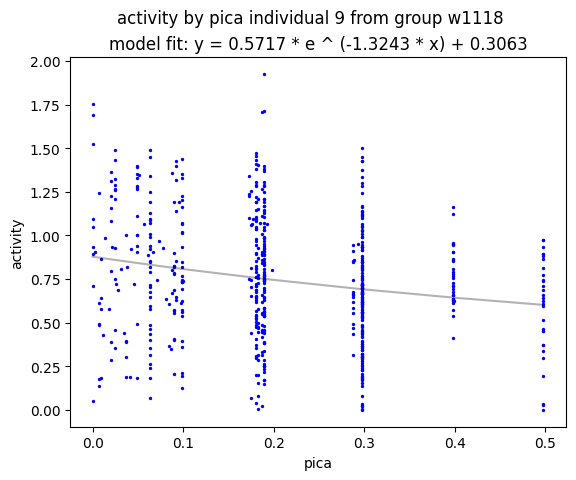 activity by pica individual 9 from group w1118
model fit: y = 0.5717 * e ^ (-1.3243 * x) + 0.3063
2.00
1.75
1.50
1.25
1.00
0.75
0.50
0.25
0.00
activity
0.0 0.1 0.2 0.3 0.4 0.5
pica